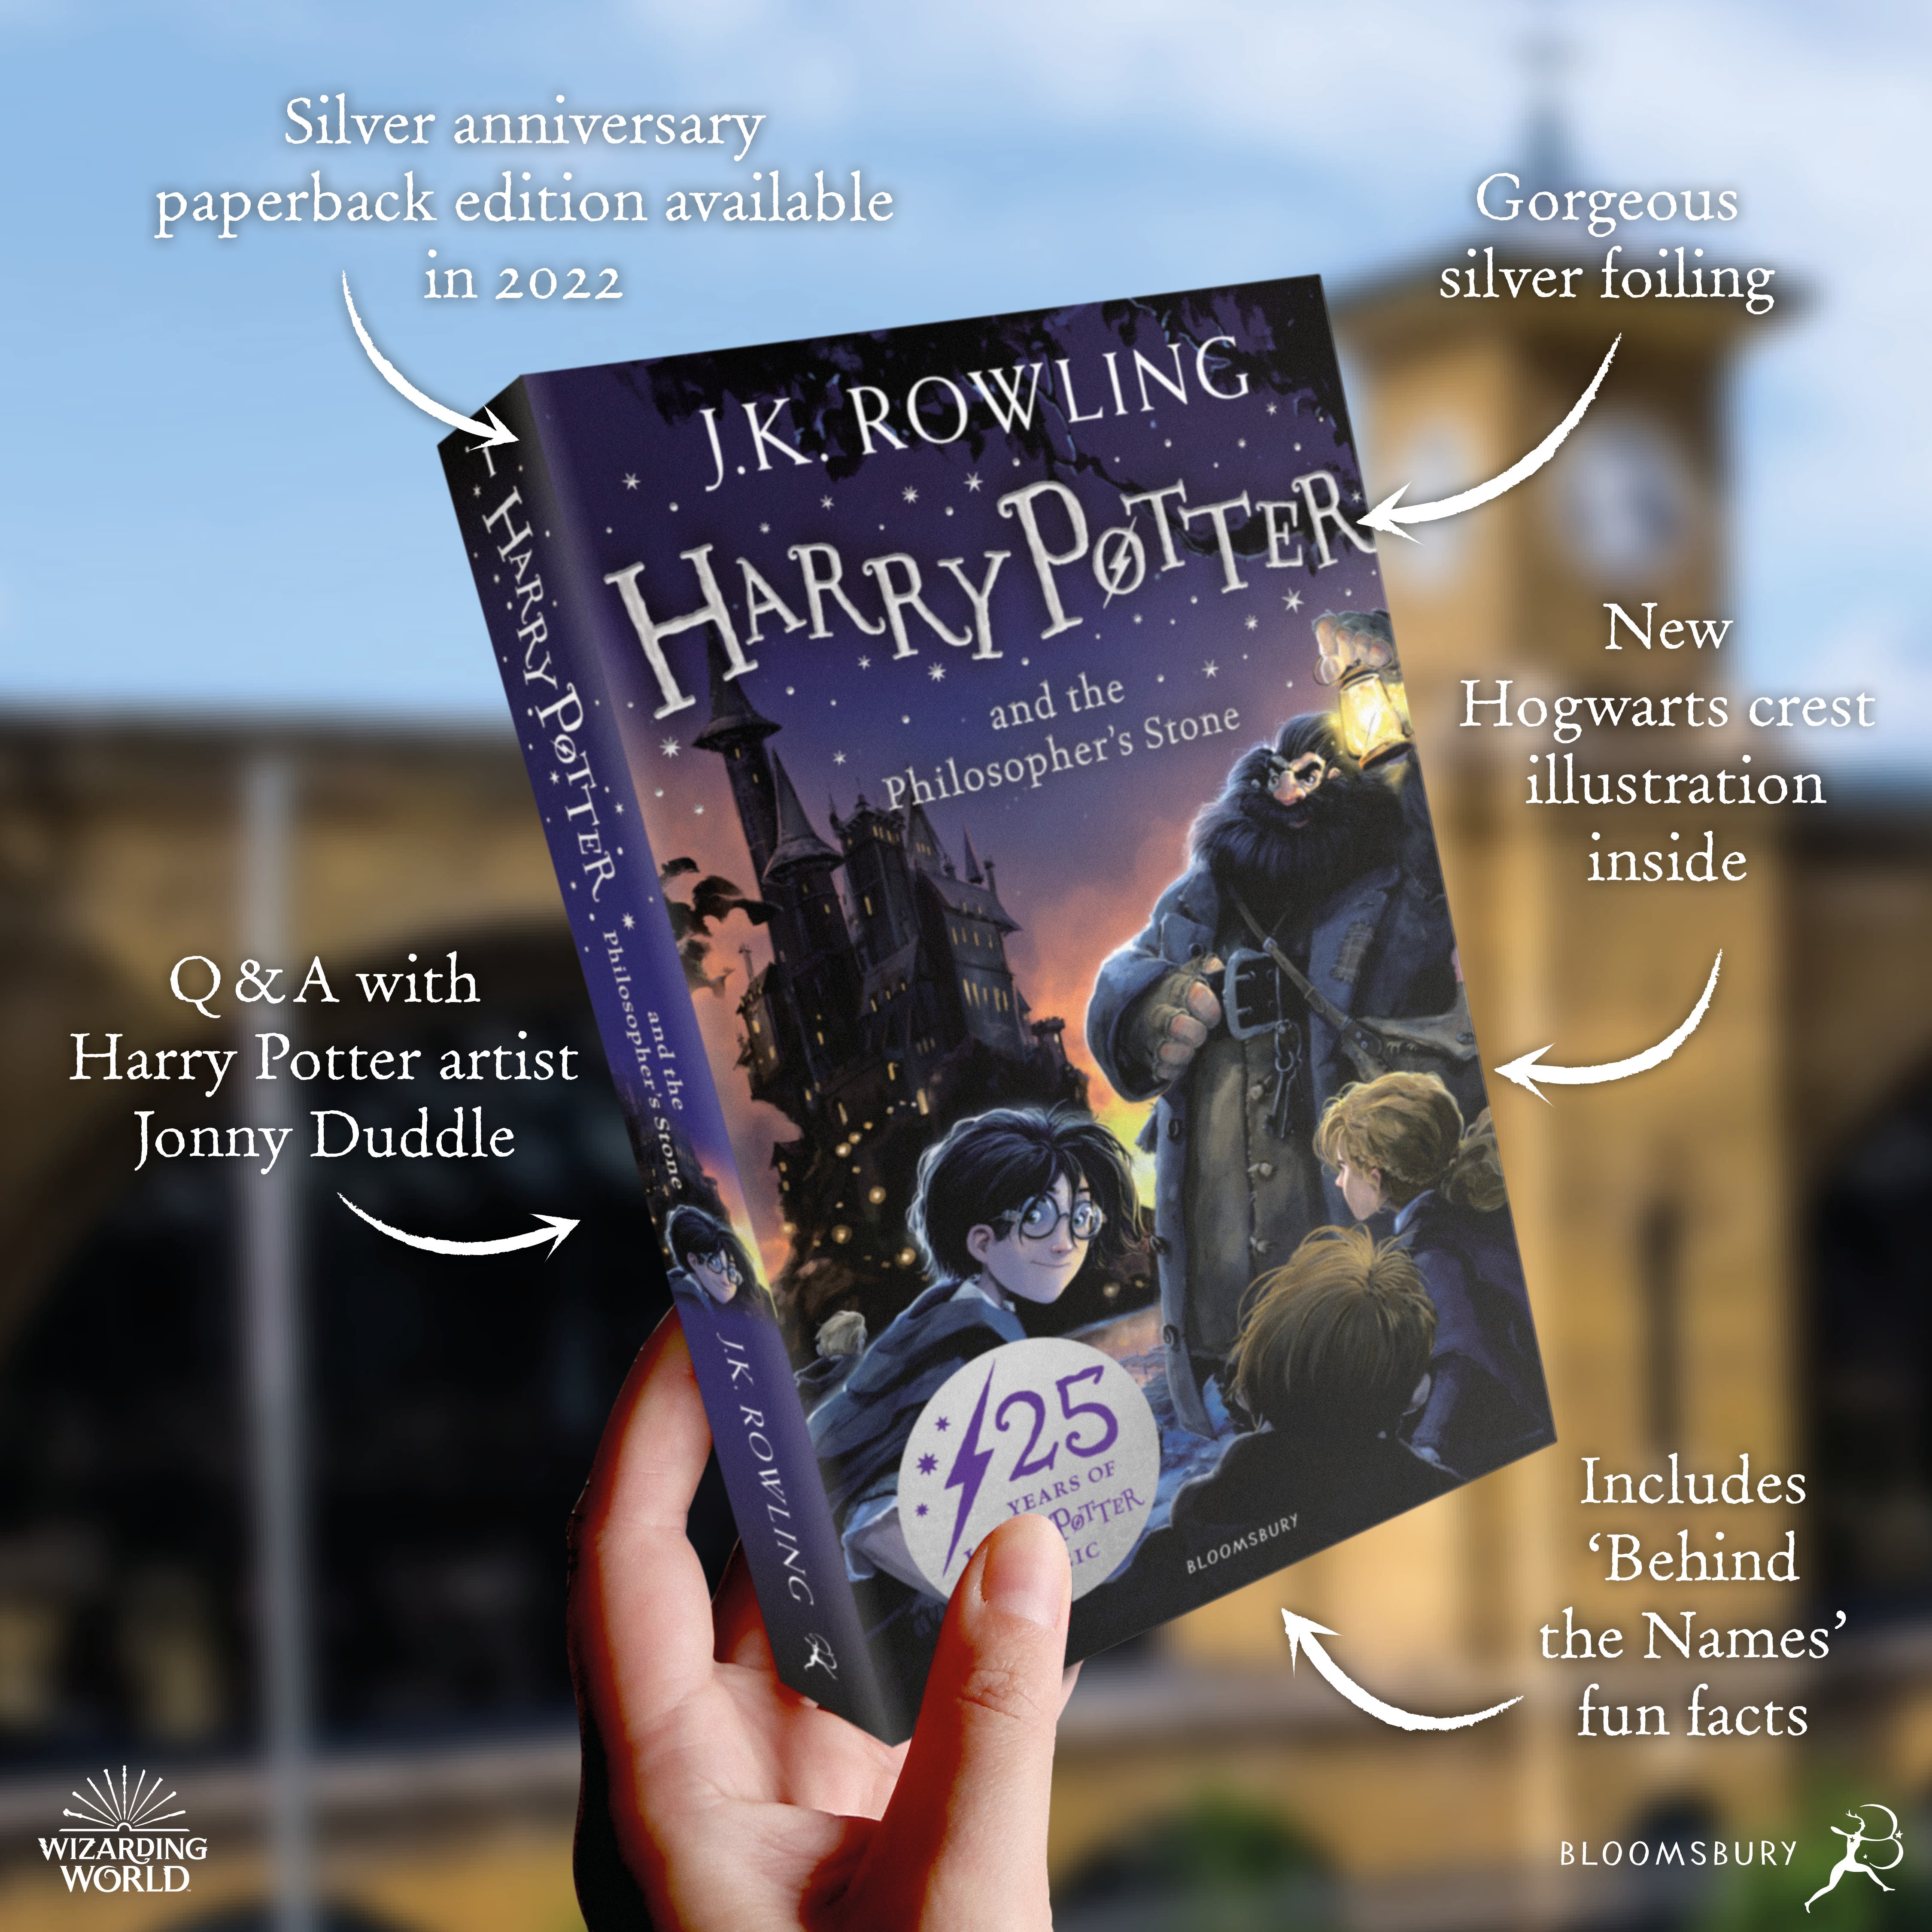 Silver anniversary
paperback edition available
in 2022
Gorgeous
silver foiling
J.K. ROWLING
HARRY POTTER
and the
Philosopher's Stone
1
HARRY POTTER
and the
Philosopher's Stone
J.K. ROWLING
New
Hogwarts crest
illustration
inside
Q & A with
Harry Potter artist
Jonny Duddle
25
YEARS OF
POTTER
BLOOMSBURY
Includes
‘Behind
the Names’
fun facts
WIZARDING
WORLD
BLOOMSBURY